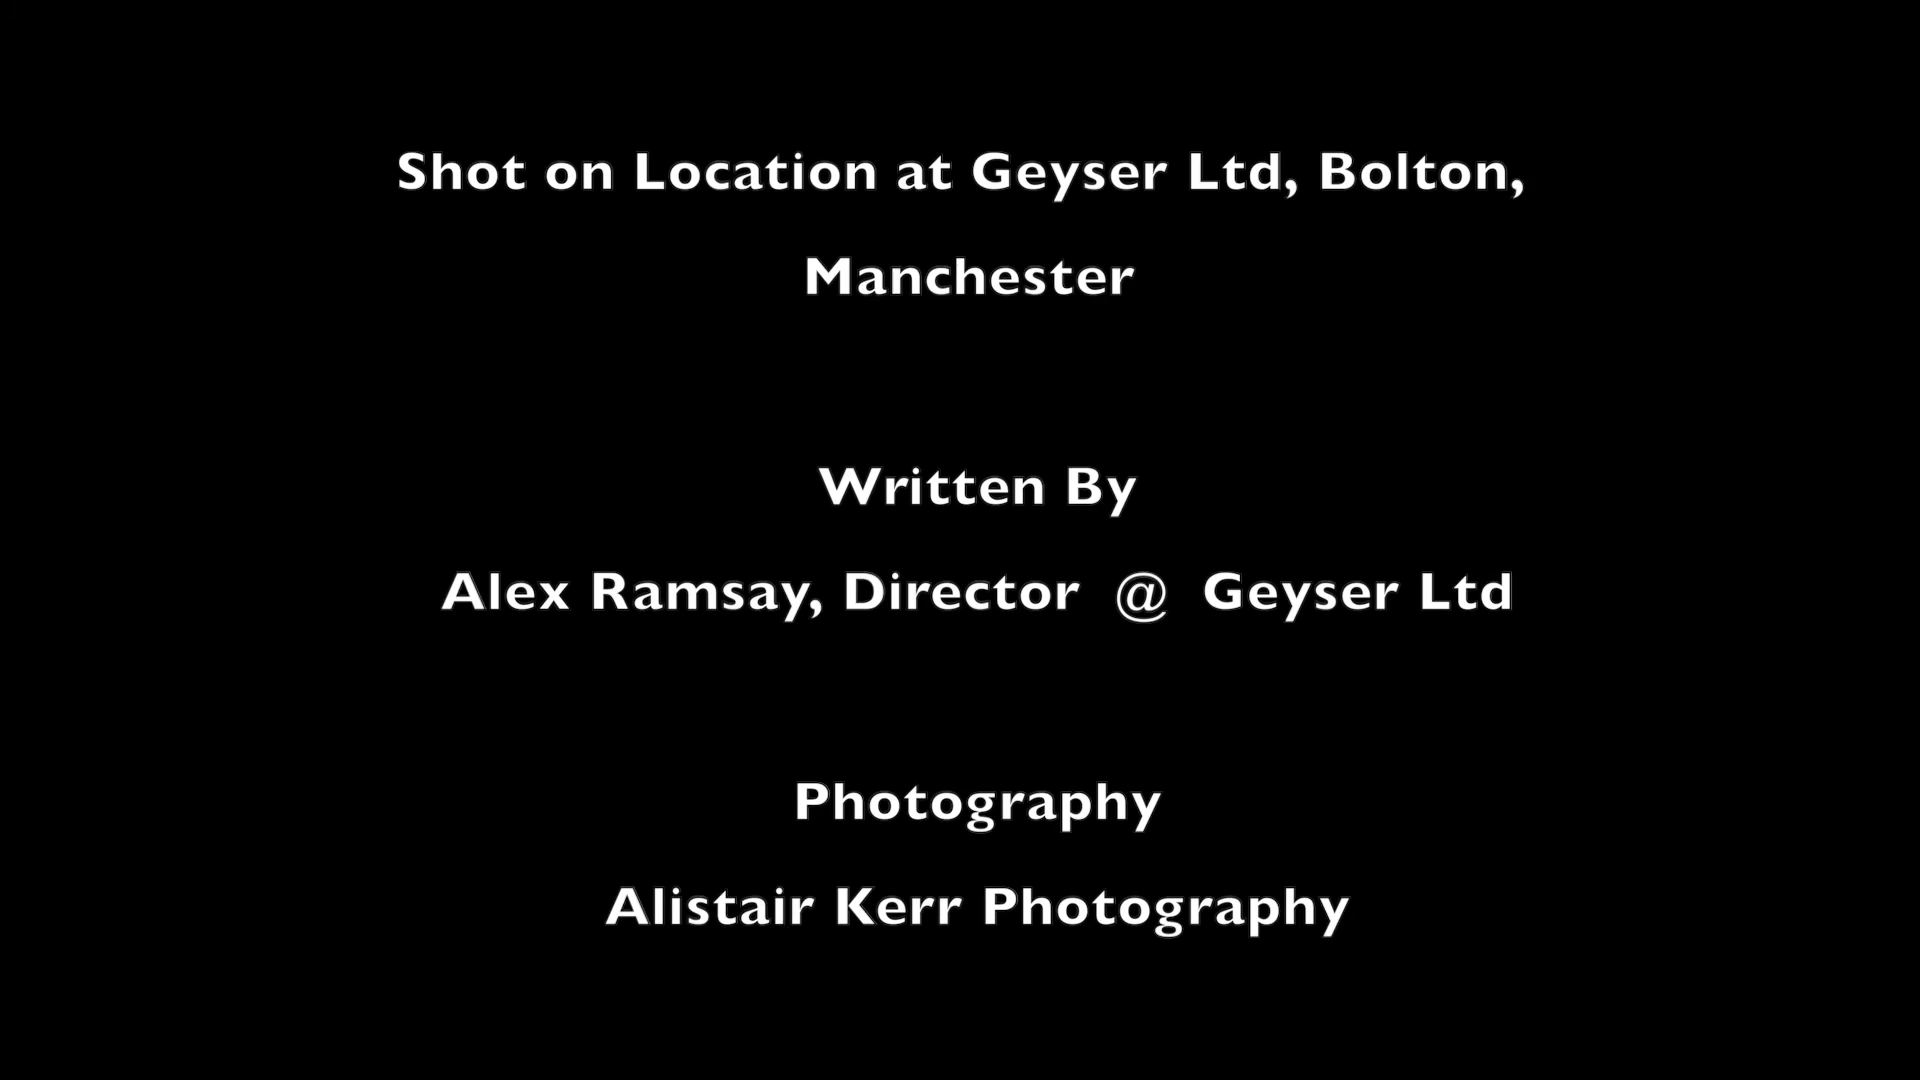 Shot on Location at Geyser Ltd, Bolton,
Manchester
Written By
Alex Ramsay, Director @ Geyser Ltd
Photography
Alistair Kerr Photography